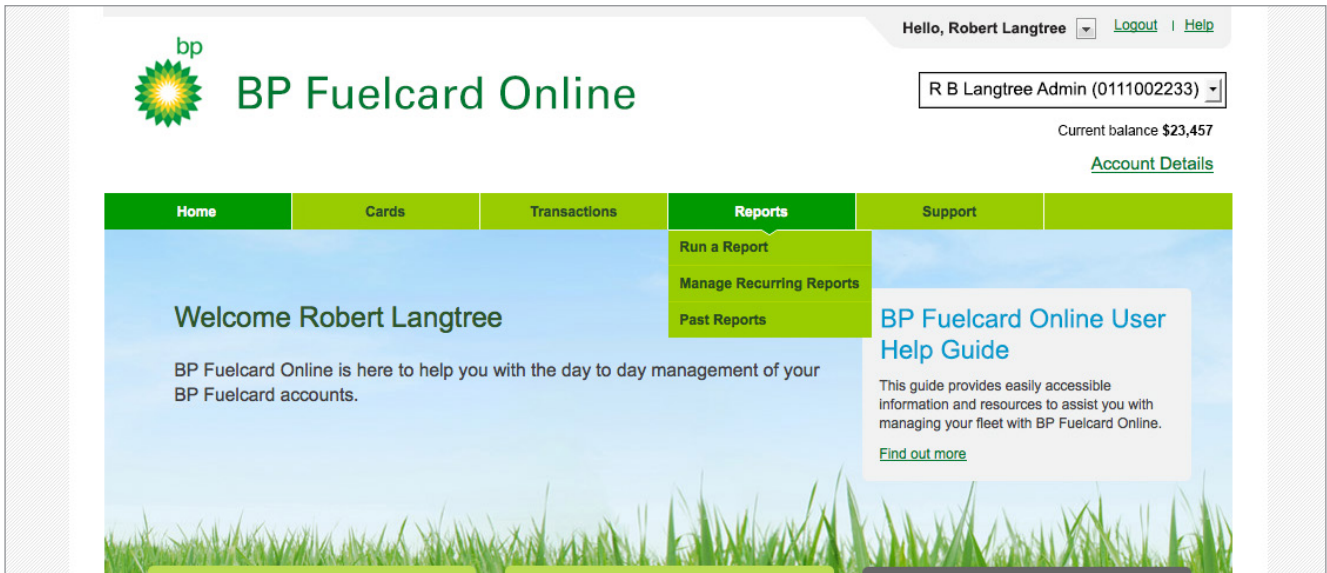 Hello, Robert Langtree Logout | Help
bp
BP Fuelcard Online
R B Langtree Admin (0111002233)
Current balance $23,457
Account Details
Home Cards Transactions Reports Support
Run a Report
Manage Recurring Reports
Past Reports
Welcome Robert Langtree
BP Fuelcard Online is here to help you with the day to day management of your
BP Fuelcard accounts.
BP Fuelcard Online User
Help Guide
This guide provides easily accessible
information and resources to assist you with
managing your fleet with BP Fuelcard Online.
Find out more